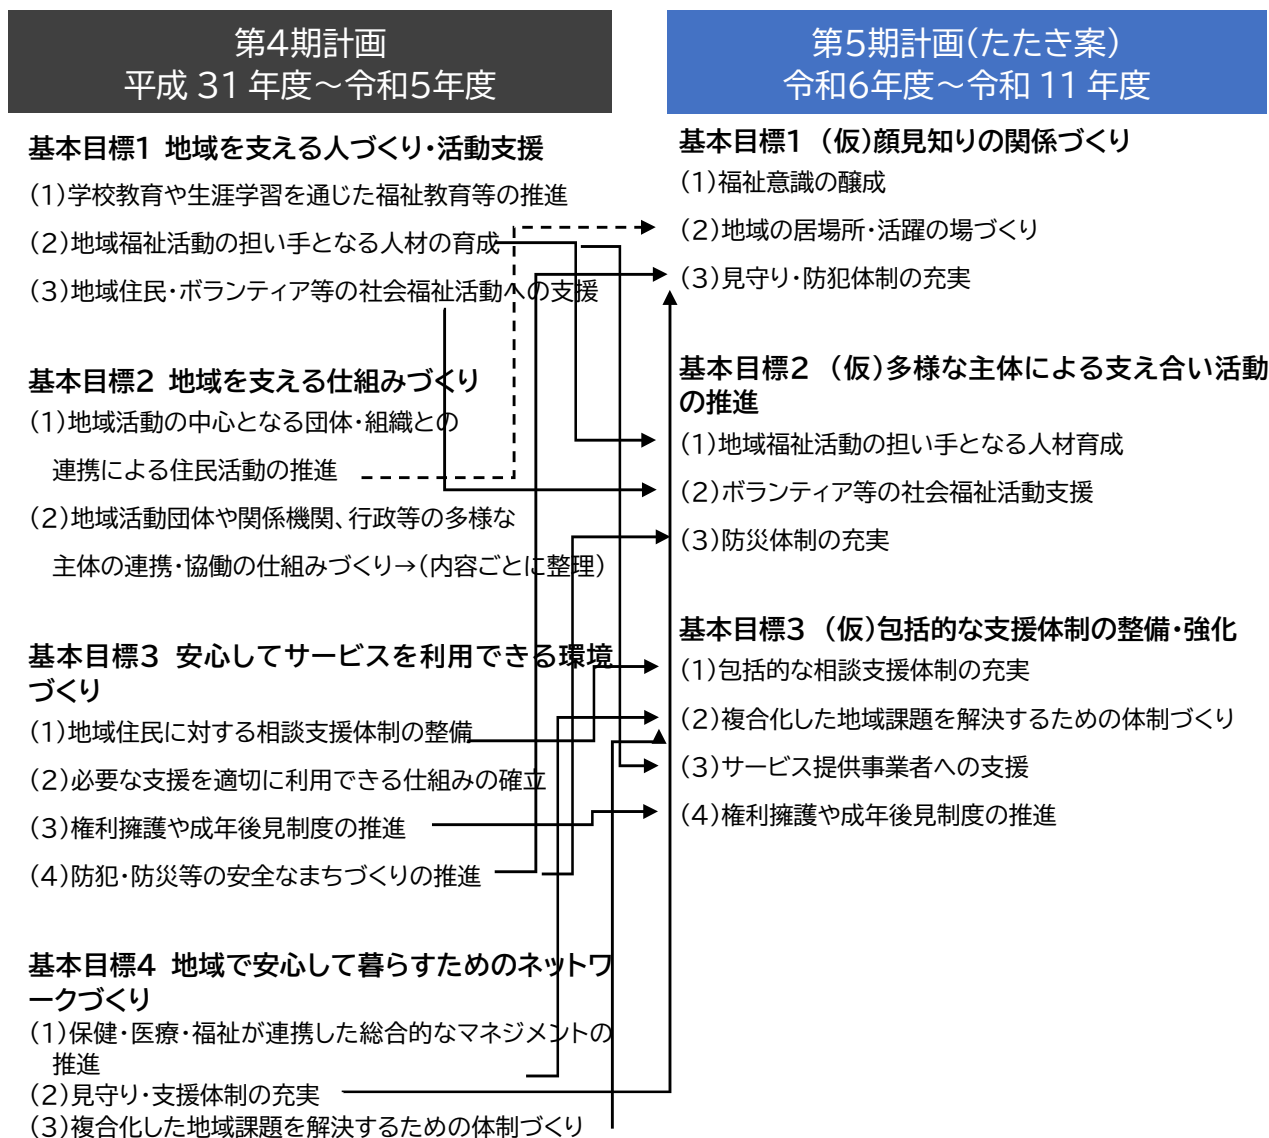 第4期計画
平成 31 年度～令和5年度
基本目標1 地域を支える人づくり・活動支援
(1)学校教育や生涯学習を通じた福祉教育等の推進
(2)地域福祉活動の担い手となる人材の育成
(3)地域住民・ボランティア等の社会福祉活動への支援
基本目標2 地域を支える仕組みづくり
(1)地域活動の中心となる団体・組織との
連携による住民活動の推進
(2)地域活動団体や関係機関、行政等の多様な
主体の連携・協働の仕組みづくり→(内容ごとに整理)
基本目標3 安心してサービスを利用できる環境
づくり
(1)地域住民に対する相談支援体制の整備
(2)必要な支援を適切に利用できる仕組みの確立
(3)権利擁護や成年後見制度の推進
(4)防犯・防災等の安全なまちづくりの推進
基本目標4 地域で安心して暮らすためのネットワ
ークづくり
(1)保健・医療・福祉が連携した総合的なマネジメントの
推進
(2)見守り・支援体制の充実
(3)複合化した地域課題を解決するための体制づくり
第5期計画(たたき案)
令和6年度～令和 11 年度
基本目標1 (仮)顔見知りの関係づくり
(1)福祉意識の醸成
(2)地域の居場所・活躍の場づくり
(3)見守り・防犯体制の充実
基本目標2 (仮)多様な主体による支え合い活動
の推進
(1)地域福祉活動の担い手となる人材育成
(2)ボランティア等の社会福祉活動支援
(3)防災体制の充実
基本目標3 (仮)包括的な支援体制の整備・強化
(1)包括的な相談支援体制の充実
(2)複合化した地域課題を解決するための体制づくり
(3)サービス提供事業者への支援
(4)権利擁護や成年後見制度の推進